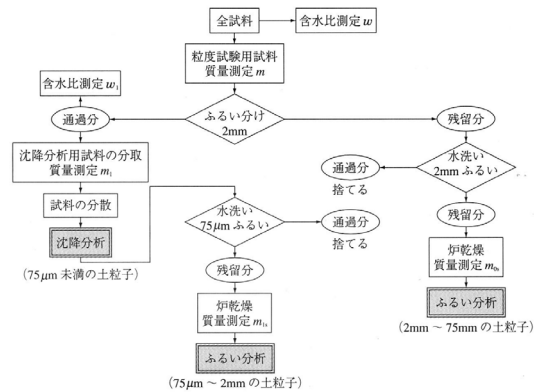 全試料
含水比測定 w
粒度試験用試料
質量測定 m
含水比測定 w₁
通過分
ふるい分け
2mm
残留分
沈降分析用試料の分取
質量測定 m₁
通過分
捨てる
水洗い
2mm ふるい
試料の分散
水洗い
75μm ふるい
通過分
捨てる
残留分
沈降分析
(75μm 未満の土粒子)
残留分
炉乾燥
質量測定 m₀ₛ
炉乾燥
質量測定 m₁ₛ
ふるい分析
(2mm ~ 75mm の土粒子)
ふるい分析
(75μm ~ 2mm の土粒子)